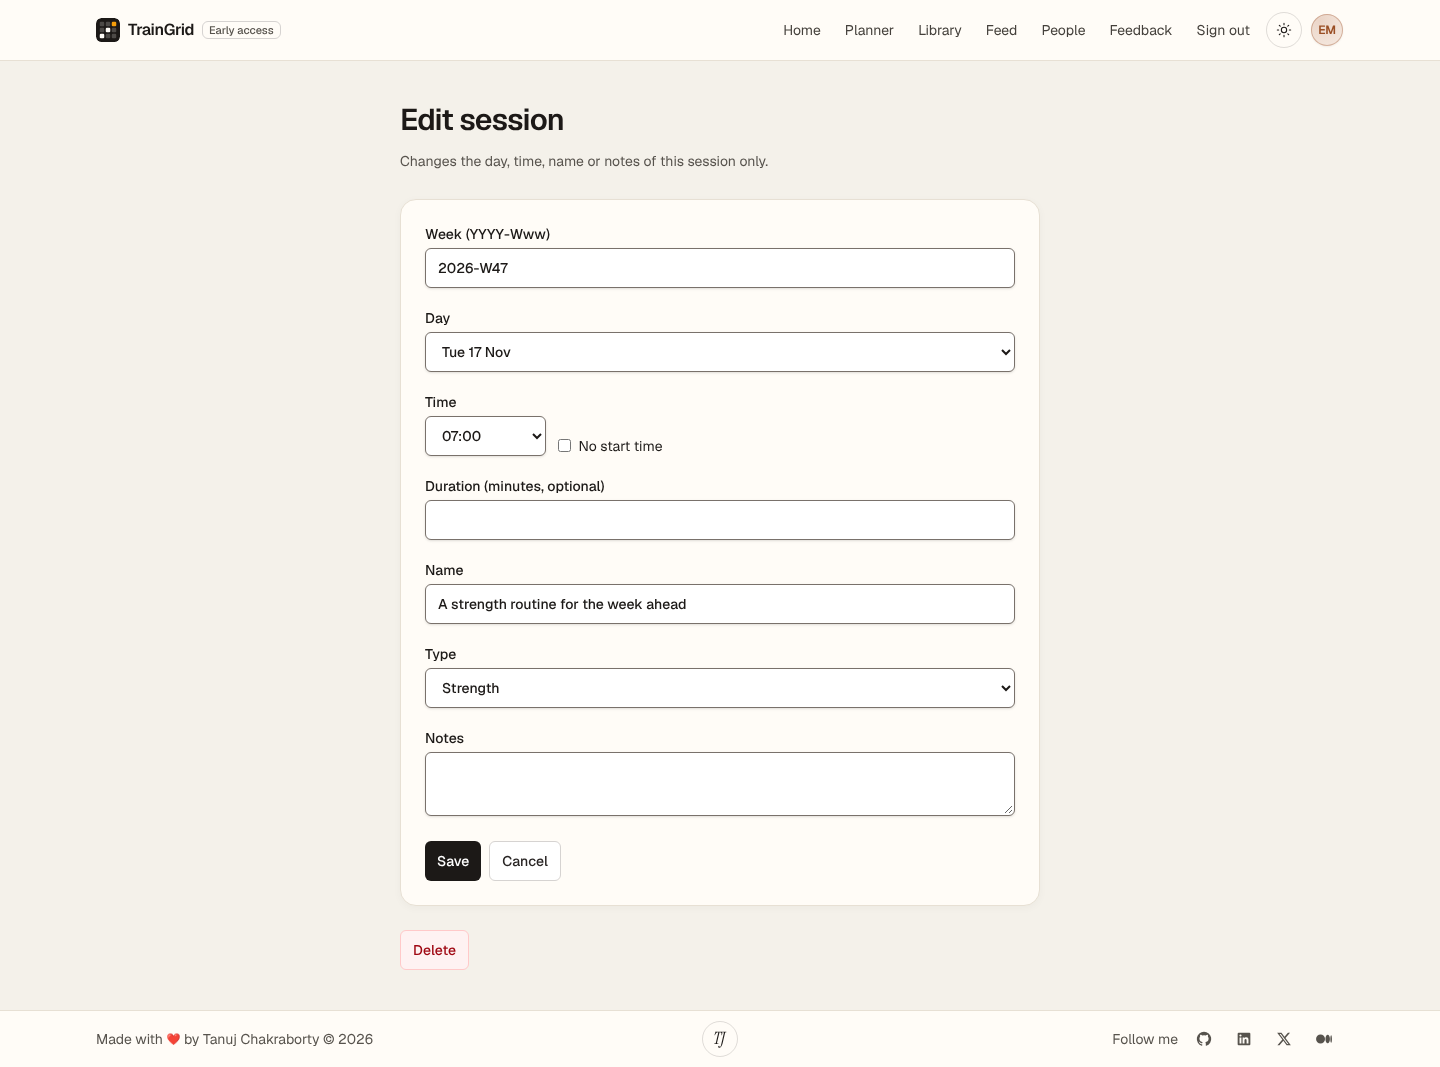 TrainGrid Early access Home Planner Library Feed People Feedback Sign out EM
Edit session
Changes the day, time, name or notes of this session only.
Week (YYYY-Www)
2026-W47
Day
Tue 17 Nov
Time
07:00 No start time
Duration (minutes, optional)
Name
A strength routine for the week ahead
Type
Strength
Notes
Save Cancel
Delete
Made with ❤️ by Tanuj Chakraborty © 2026 TJ Follow me